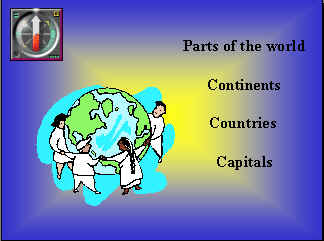 Parts of the world
Continents
Countries
Capitals